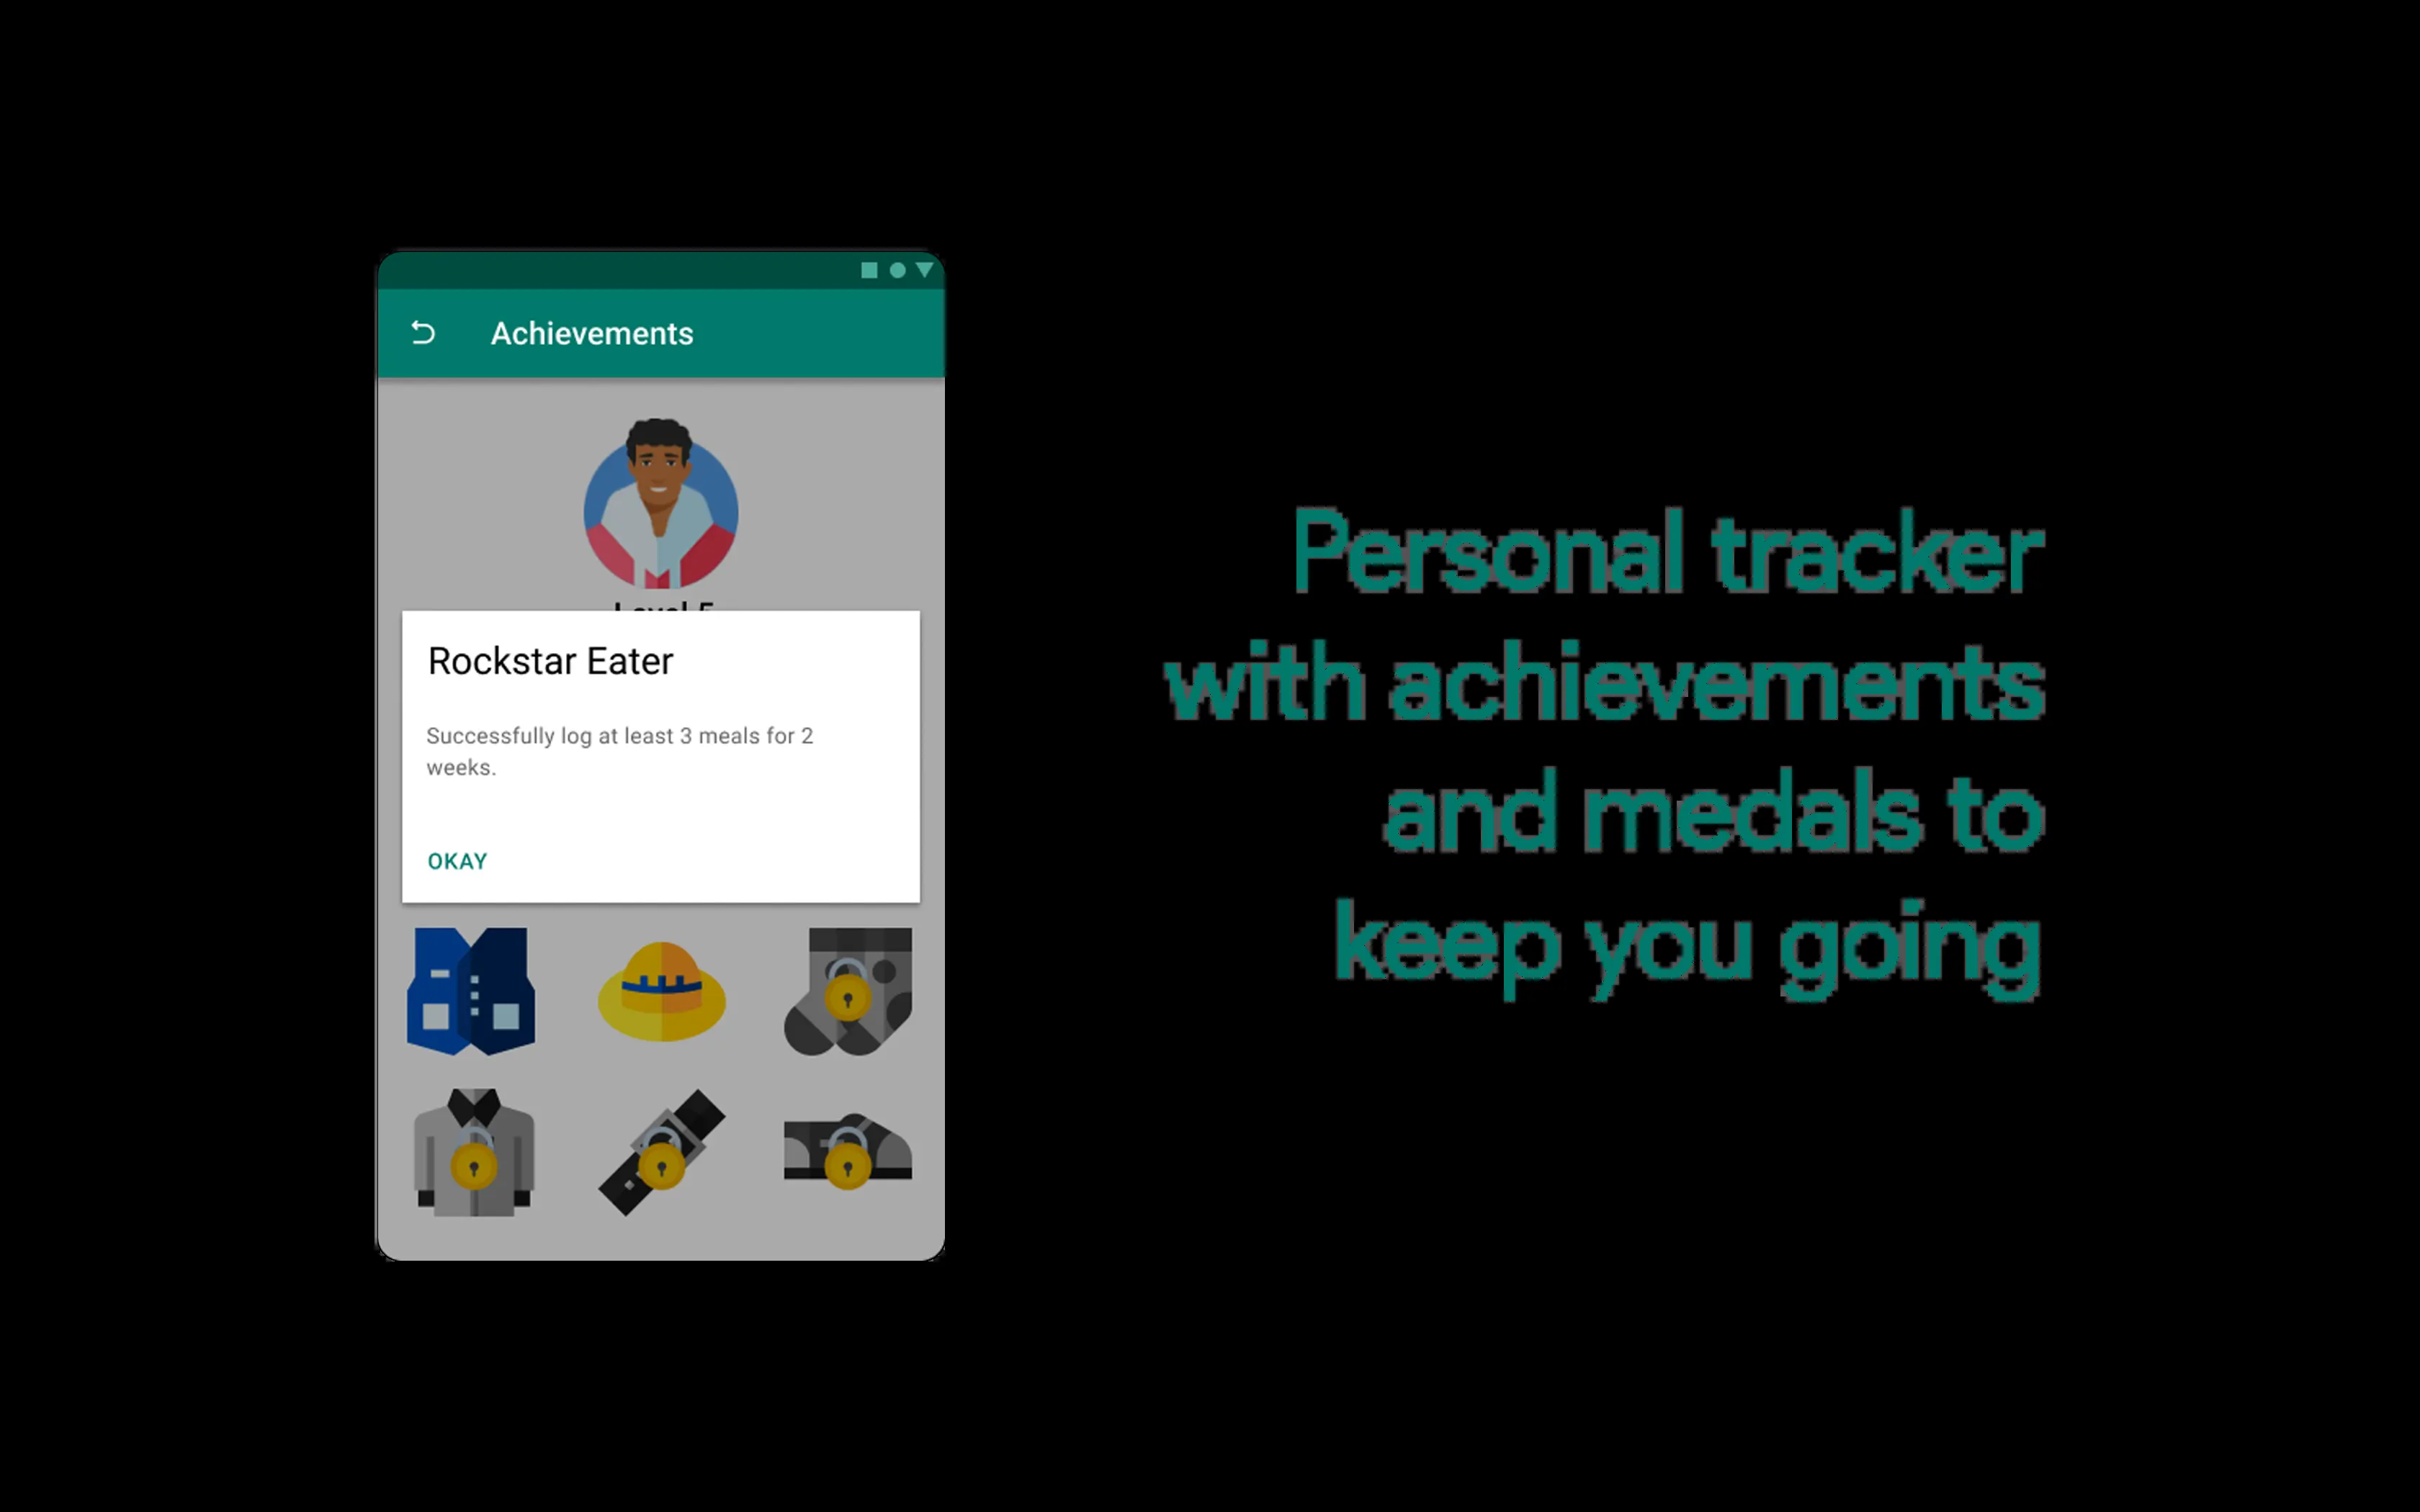 Achievements
Level 5
Rockstar Eater
Successfully log at least 3 meals for 2
weeks.
OKAY
Personal tracker
with achievements
and medals to
keep you going